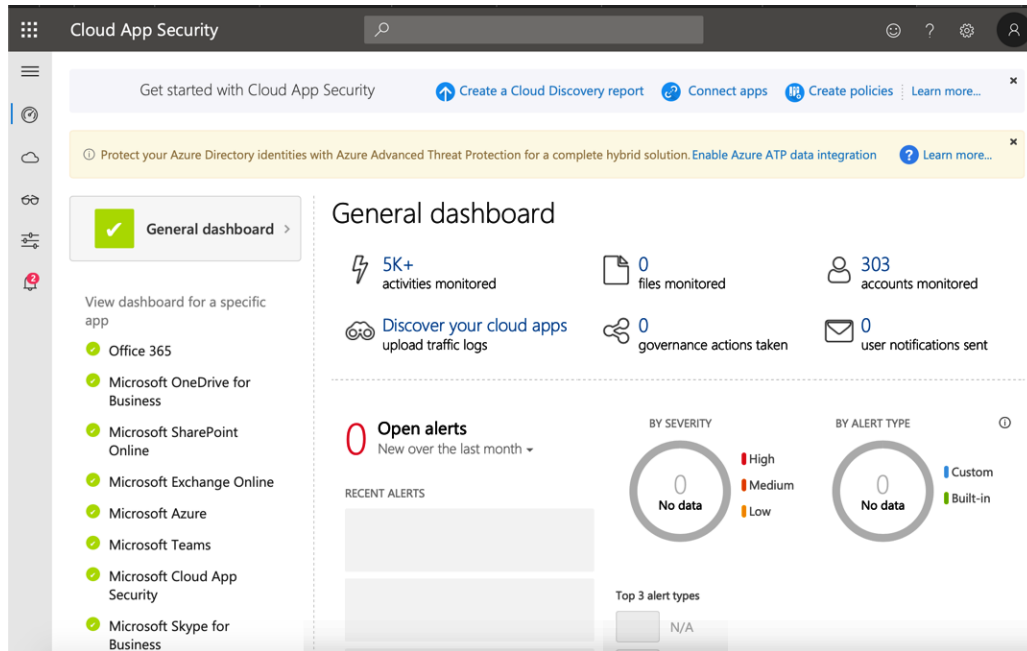 Cloud App Security
Get started with Cloud App Security
Create a Cloud Discovery report
Connect apps
Create policies
Learn more...
Protect your Azure Directory identities with Azure Advanced Threat Protection for a complete hybrid solution. Enable Azure ATP data integration
Learn more...
General dashboard
View dashboard for a specific
app
Office 365
Microsoft OneDrive for
Business
Microsoft SharePoint
Online
Microsoft Exchange Online
Microsoft Azure
Microsoft Teams
Microsoft Cloud App
Security
Microsoft Skype for
Business
2
General dashboard
5K+
activities monitored
0
files monitored
303
accounts monitored
Discover your cloud apps
upload traffic logs
0
governance actions taken
0
user notifications sent
0
Open alerts
New over the last month
RECENT ALERTS
BY SEVERITY
0
No data
High
Medium
Low
BY ALERT TYPE
0
No data
Custom
Built-in
Top 3 alert types
N/A